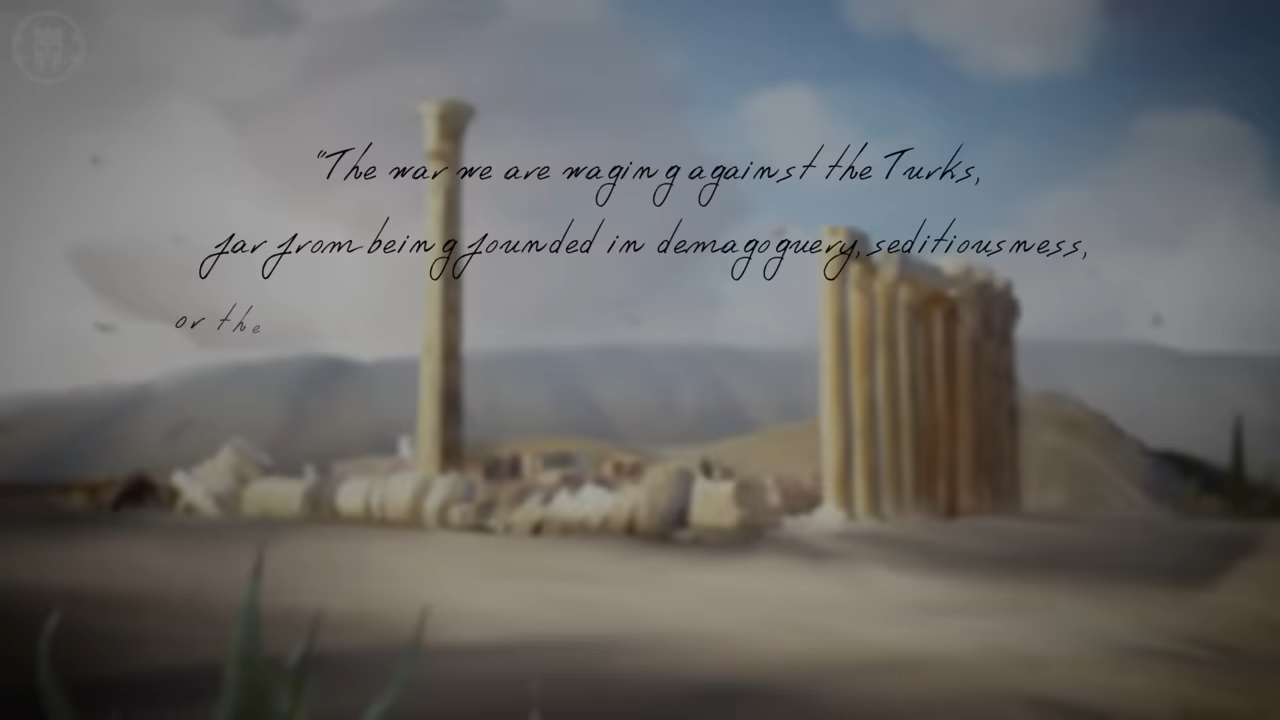 "The war we are waging against the Turks,
far from being founded in demagoguery, seditiousness,
or the